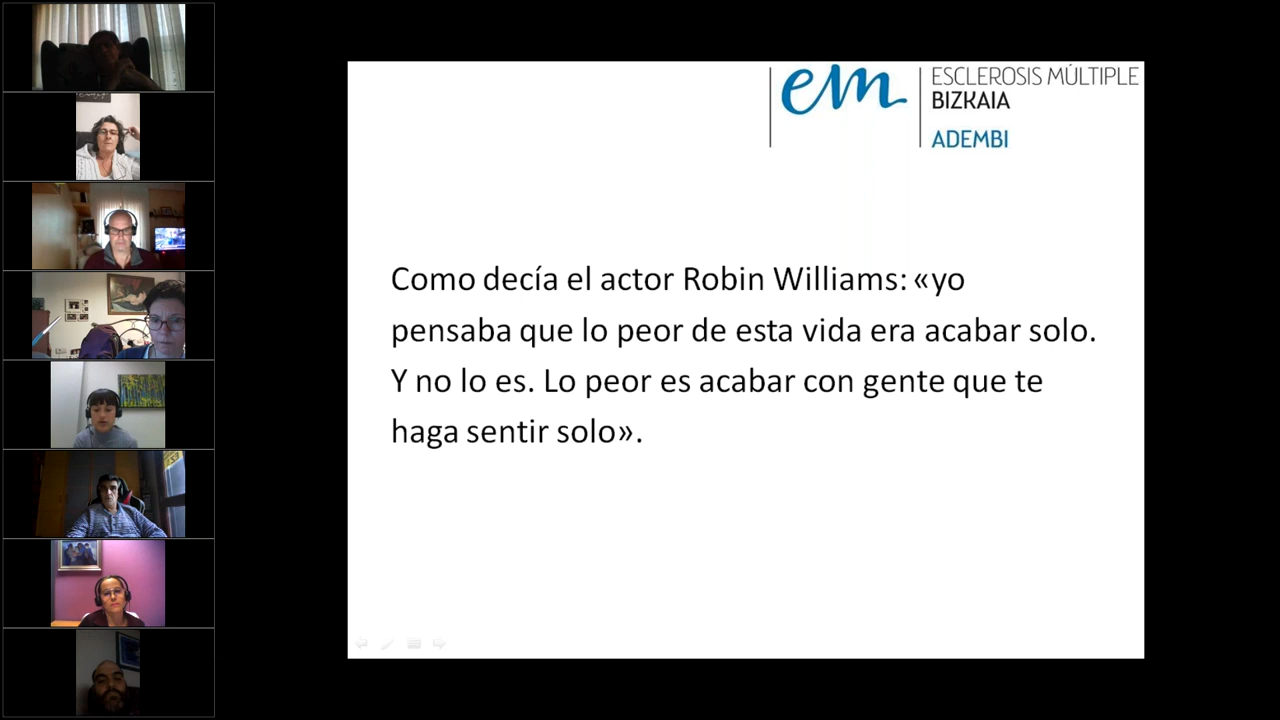 em
ESCLEROSIS MÚLTIPLE
BIZKAIA
ADEMBI
Como decía el actor Robin Williams: «yo
pensaba que lo peor de esta vida era acabar solo.
Y no lo es. Lo peor es acabar con gente que te
haga sentir solo».